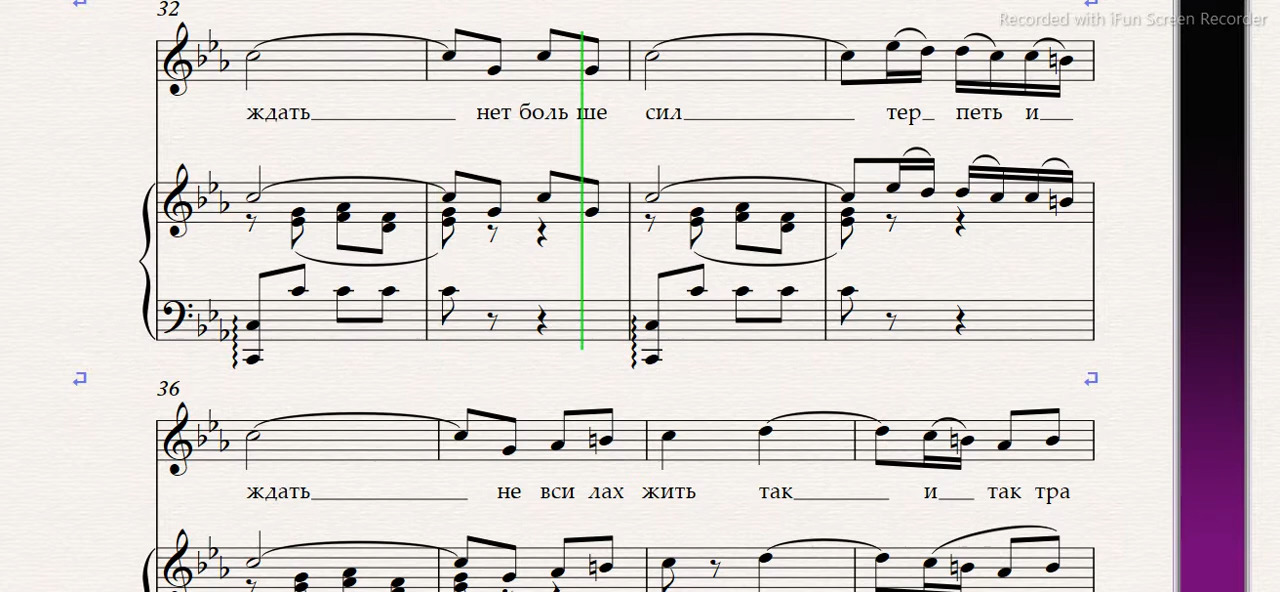 32
Recorded with iFun Screen Recorder
ждать нет боль ше сил тер петь и
36
ждать не вси лах жить так и так тра